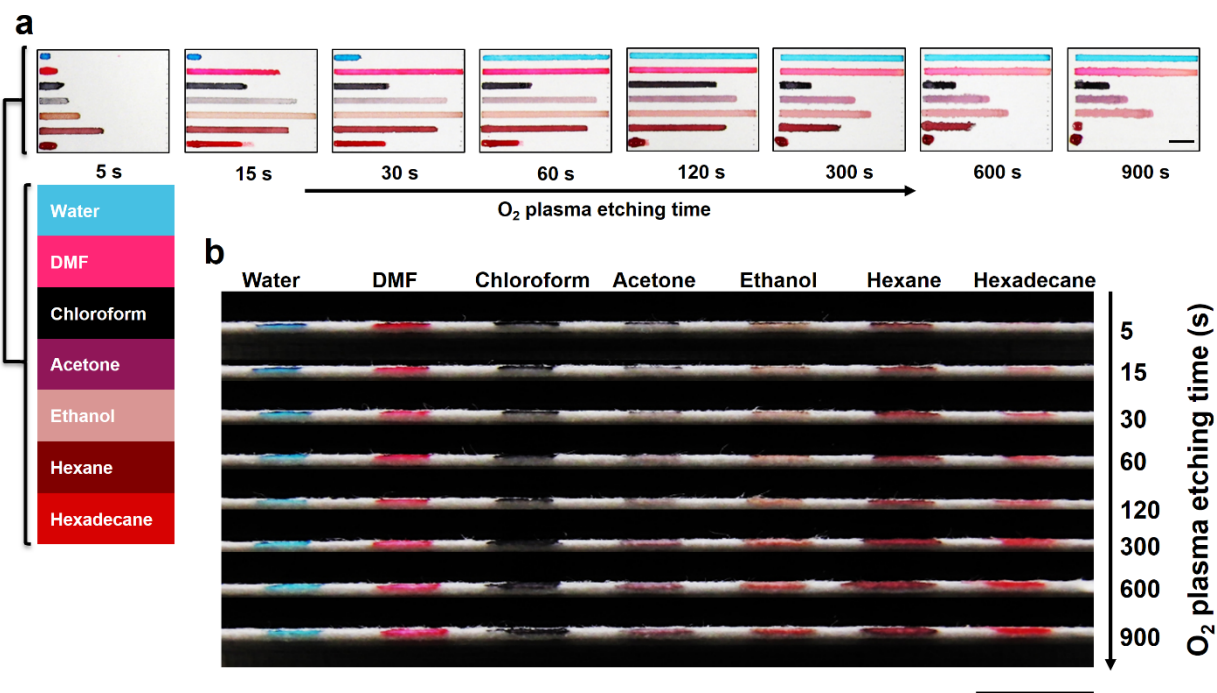 a
5 s 15 s 30 s 60 s 120 s 300 s 600 s 900 s
O₂ plasma etching time
Water
DMF
Chloroform
Acetone
Ethanol
Hexane
Hexadecane
b
Water DMF Chloroform Acetone Ethanol Hexane Hexadecane
5
15
30
60
120
300
600
900
O₂ plasma etching time (s)